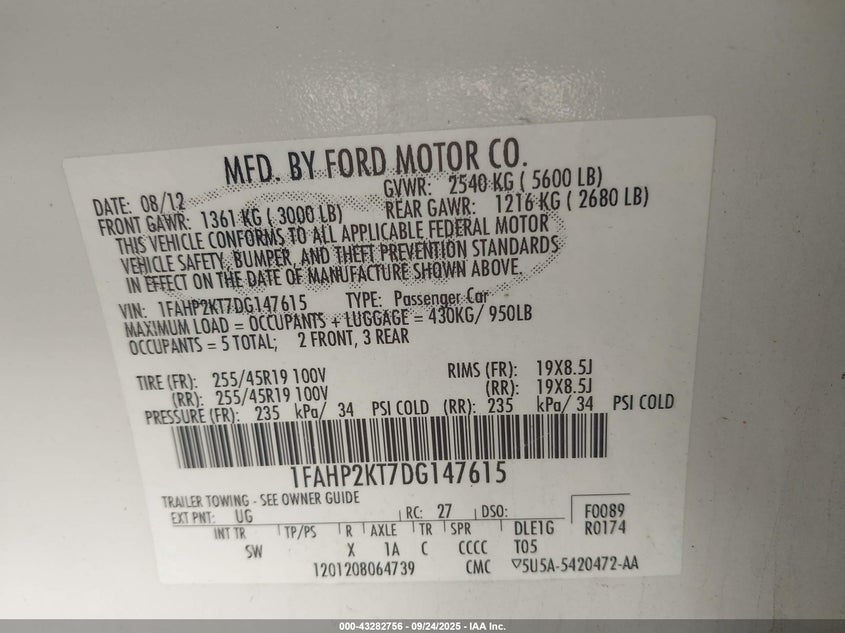 MFD. BY FORD MOTOR CO.
DATE: 08/12 GVWR: 2540 KG ( 5600 LB)
FRONT GAWR: 1361 KG ( 3000 LB) REAR GAWR: 1216 KG ( 2680 LB)
THIS VEHICLE CONFORMS TO ALL APPLICABLE FEDERAL MOTOR
VEHICLE SAFETY, BUMPER, AND THEFT PREVENTION STANDARDS
IN EFFECT ON THE DATE OF MANUFACTURE SHOWN ABOVE.
VIN: 1FAHP2KT7DG147615 TYPE: Passenger Car
MAXIMUM LOAD = OCCUPANTS + LUGGAGE = 430KG/ 950LB
OCCUPANTS = 5 TOTAL; 2 FRONT, 3 REAR
TIRE (FR): 255/45R19 100V RIMS (FR): 19X8.5J
(RR): 255/45R19 100V (RR): 19X8.5J
PRESSURE (FR): 235 kPa/ 34 PSI COLD (RR): 235 kPa/ 34 PSI COLD
1FAHP2KT7DG147615
TRAILER TOWING - SEE OWNER GUIDE
EXT PNT: UG RC: 27 DSO: F0089
INT TR TP/PS R AXLE TR SPR DLE1G R0174
SW X 1A C CCCC T05
1201208064739 CMC ▽5U5A-5420472-AA
000-43282756 - 09/24/2025 - IAA Inc.